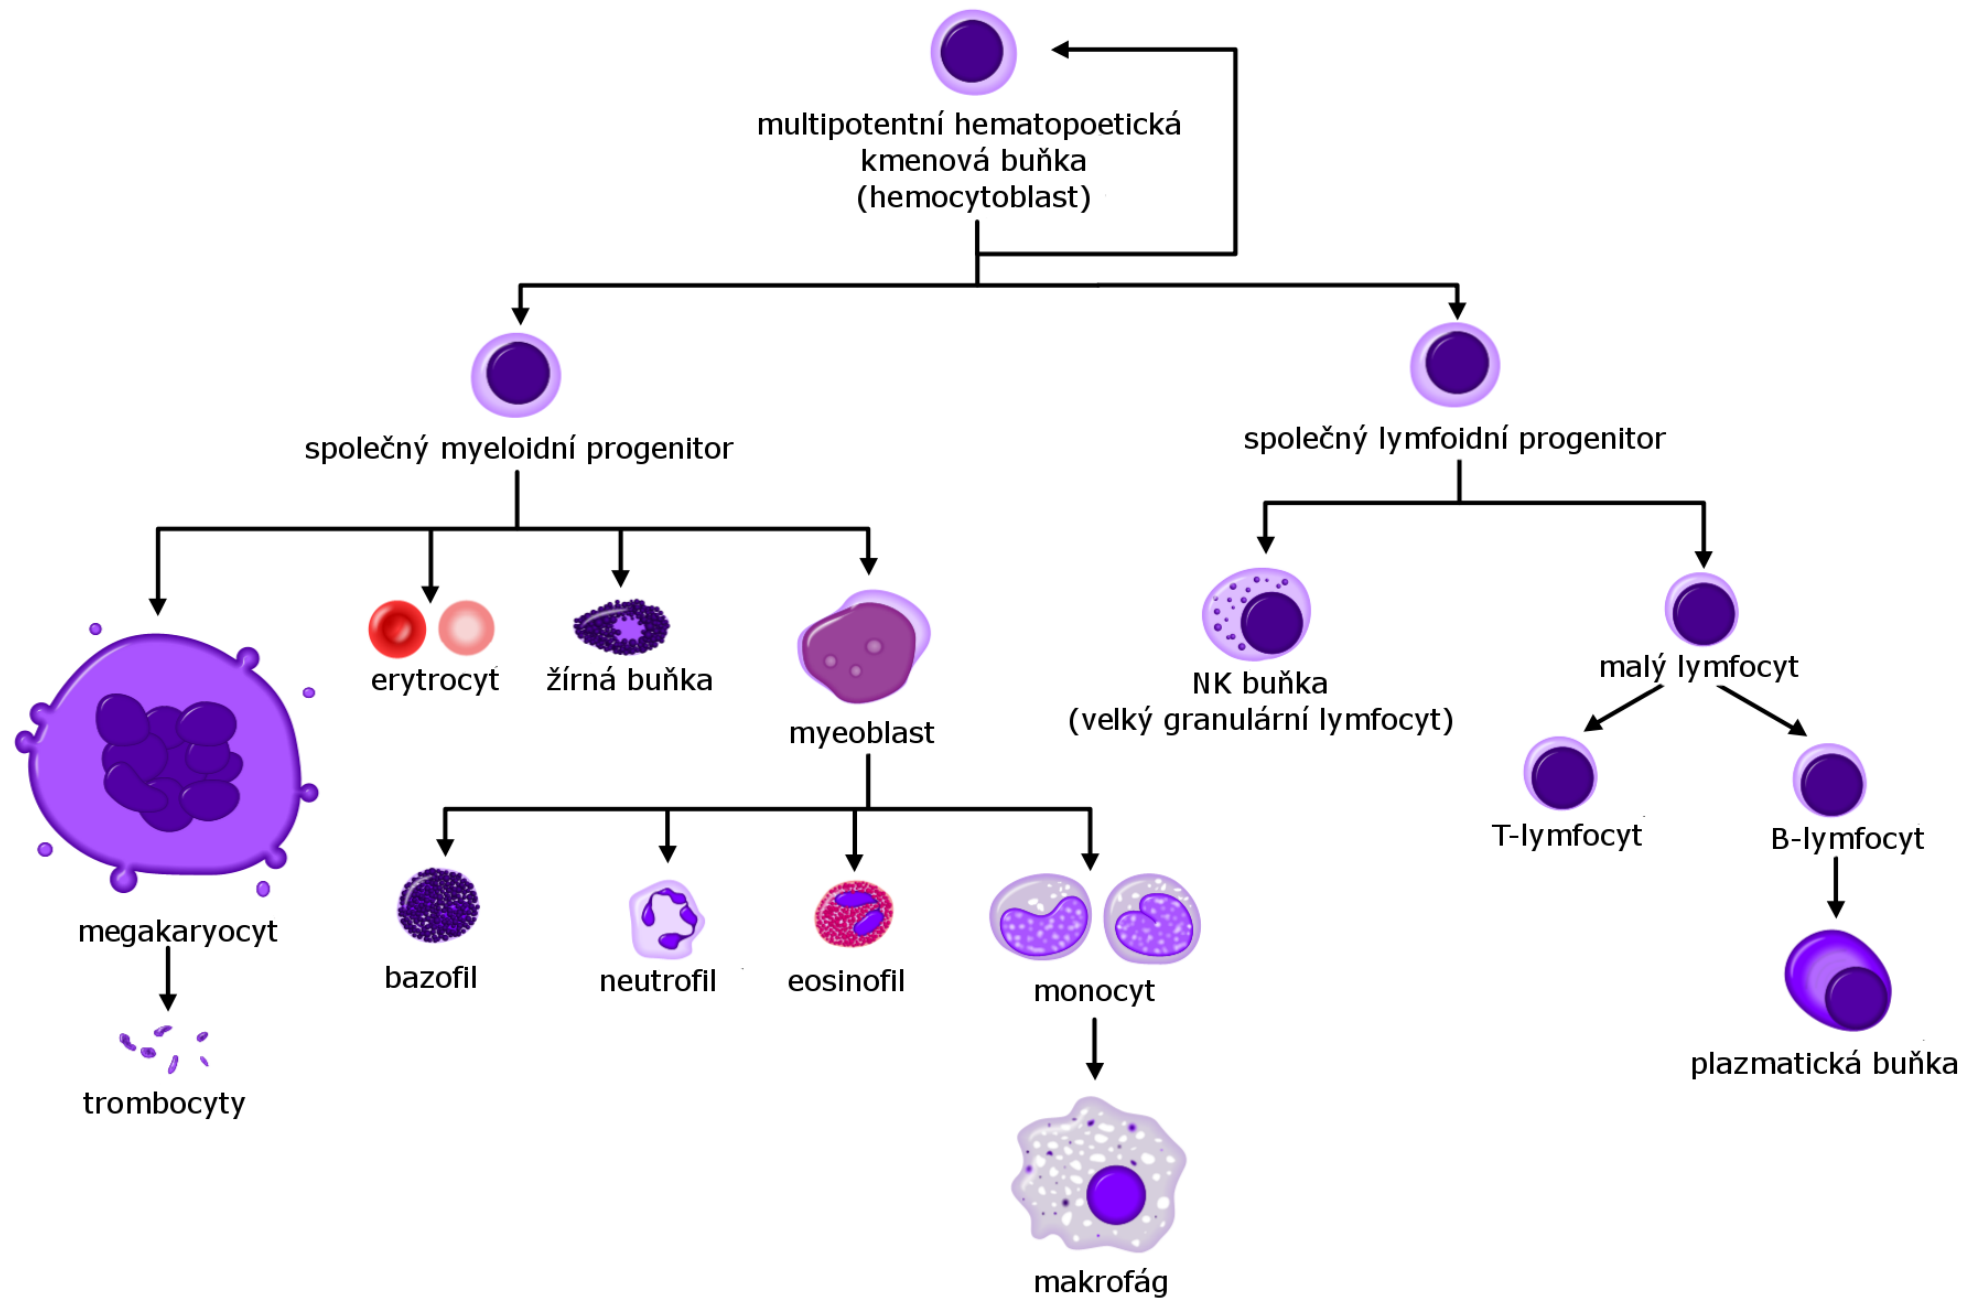 multipotentní hematopoetická
kmenová buňka
(hemocytoblast)
společný myeloidní progenitor
společný lymfoidní progenitor
erytrocyt
žírná buňka
myeoblast
NK buňka
(velký granulární lymfocyt)
malý lymfocyt
T-lymfocyt
B-lymfocyt
megakaryocyt
bazofil
neutrofil
eosinofil
monocyt
plazmatická buňka
trombocyty
makrofág